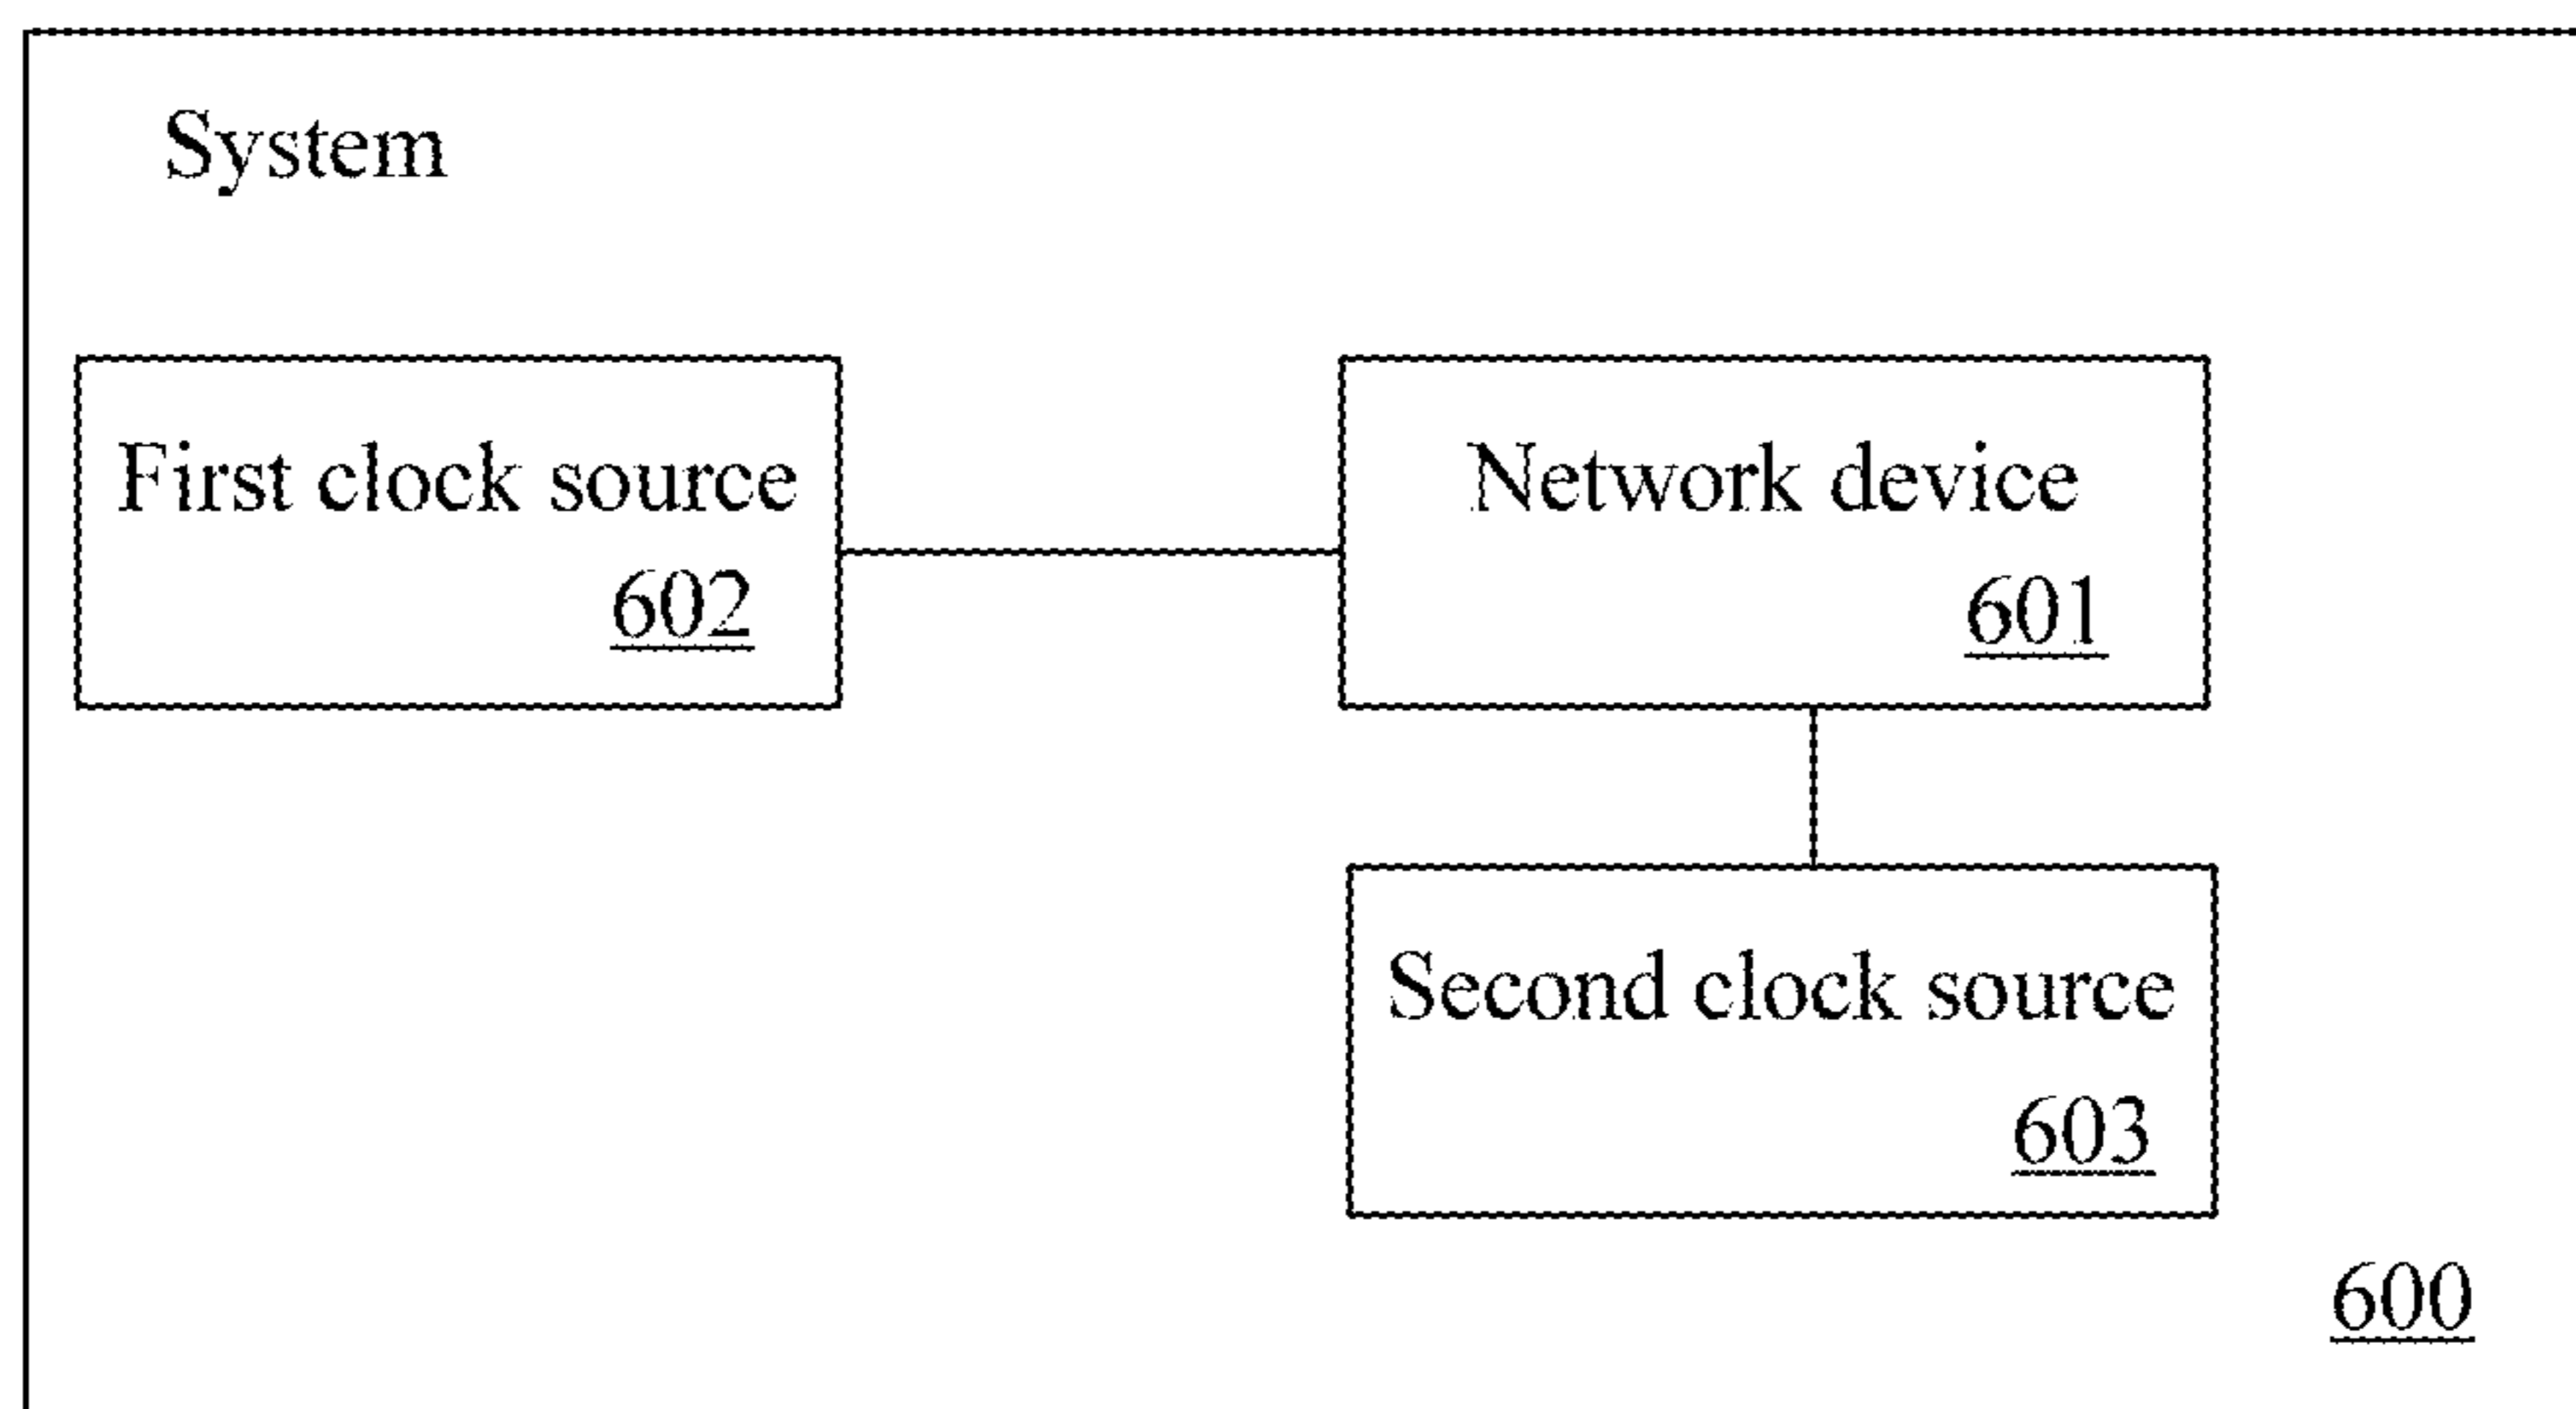 System
First clock source
602
Network device
601
Second clock source
603
600